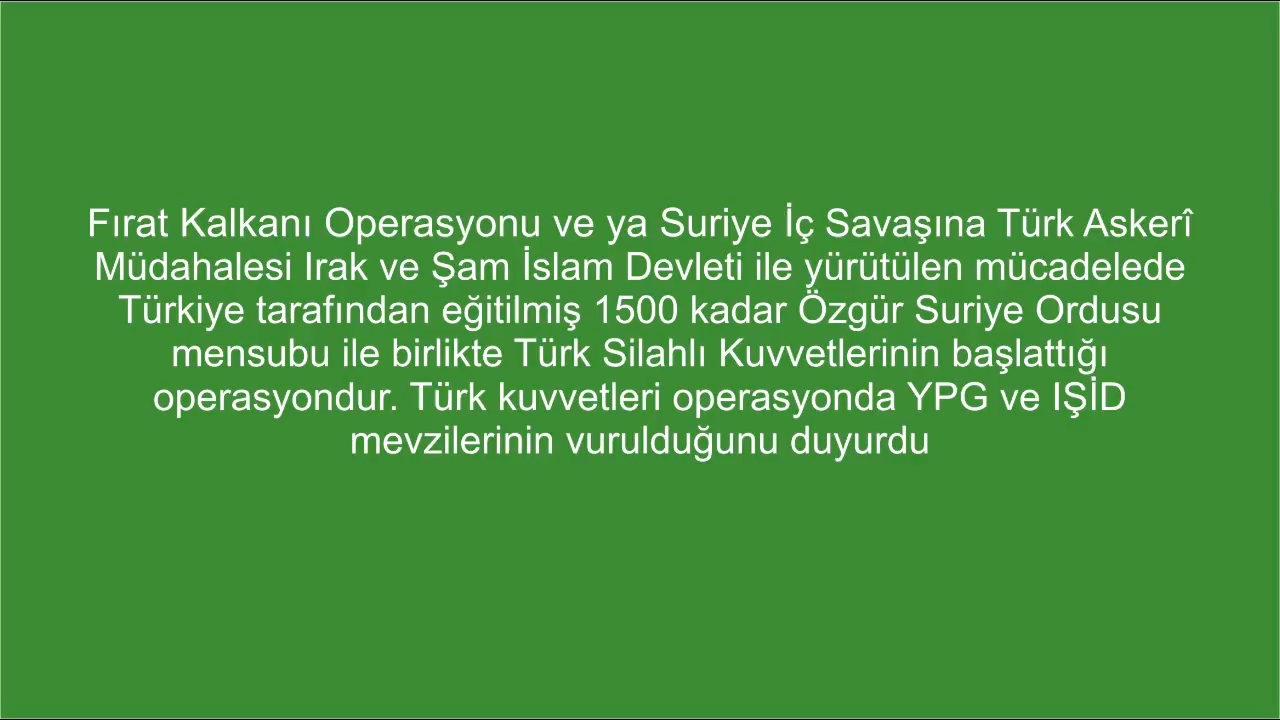 Fırat Kalkanı Operasyonu ve ya Suriye İç Savaşına Türk Askerî
Müdahalesi Irak ve Şam İslam Devleti ile yürütülen mücadelede
Türkiye tarafından eğitilmiş 1500 kadar Özgür Suriye Ordusu
mensubu ile birlikte Türk Silahlı Kuvvetlerinin başlattığı
operasyondur. Türk kuvvetleri operasyonda YPG ve IŞİD
mevzilerinin vurulduğunu duyurdu